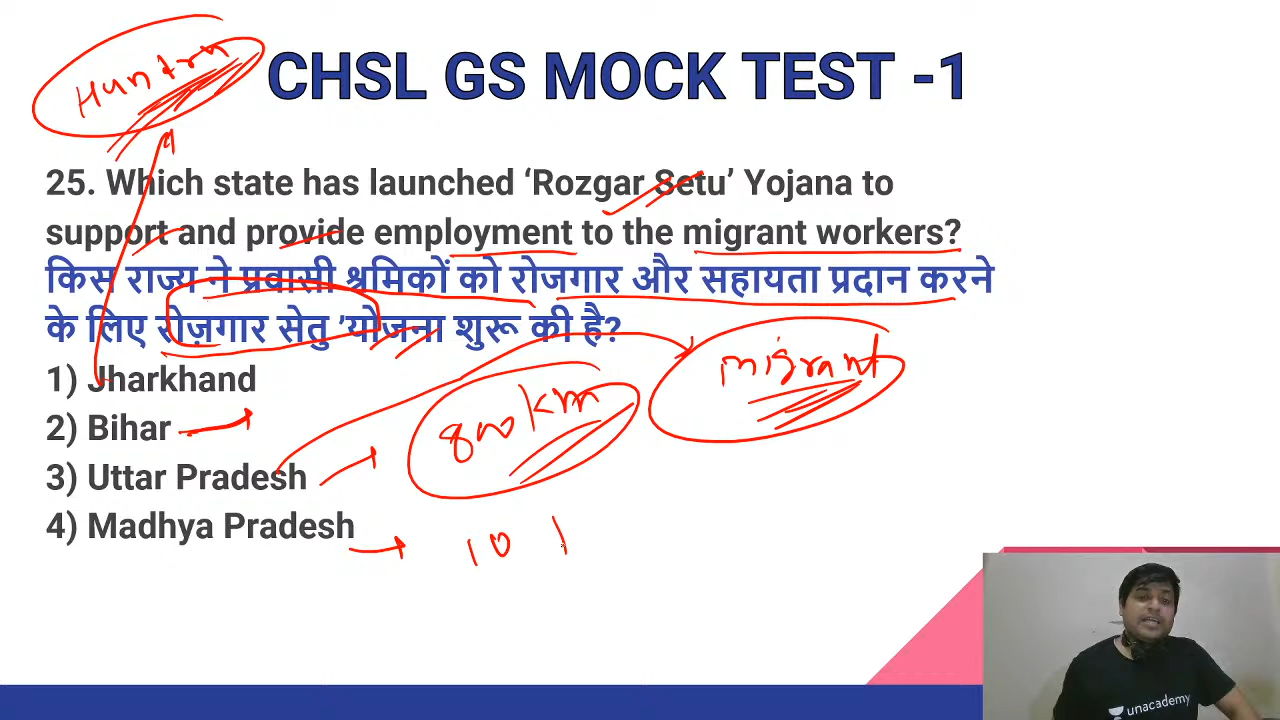 CHSL GS MOCK TEST -1
25. Which state has launched ‘Rozgar Setu’ Yojana to
support and provide employment to the migrant workers?
किस राज्य ने प्रवासी श्रमिकों को रोजगार और सहायता प्रदान करने
के लिए रोज़गार सेतु ’योजना शुरू की है?
1) Jharkhand
2) Bihar
3) Uttar Pradesh
4) Madhya Pradesh
migrant
800 km
10
unacademy